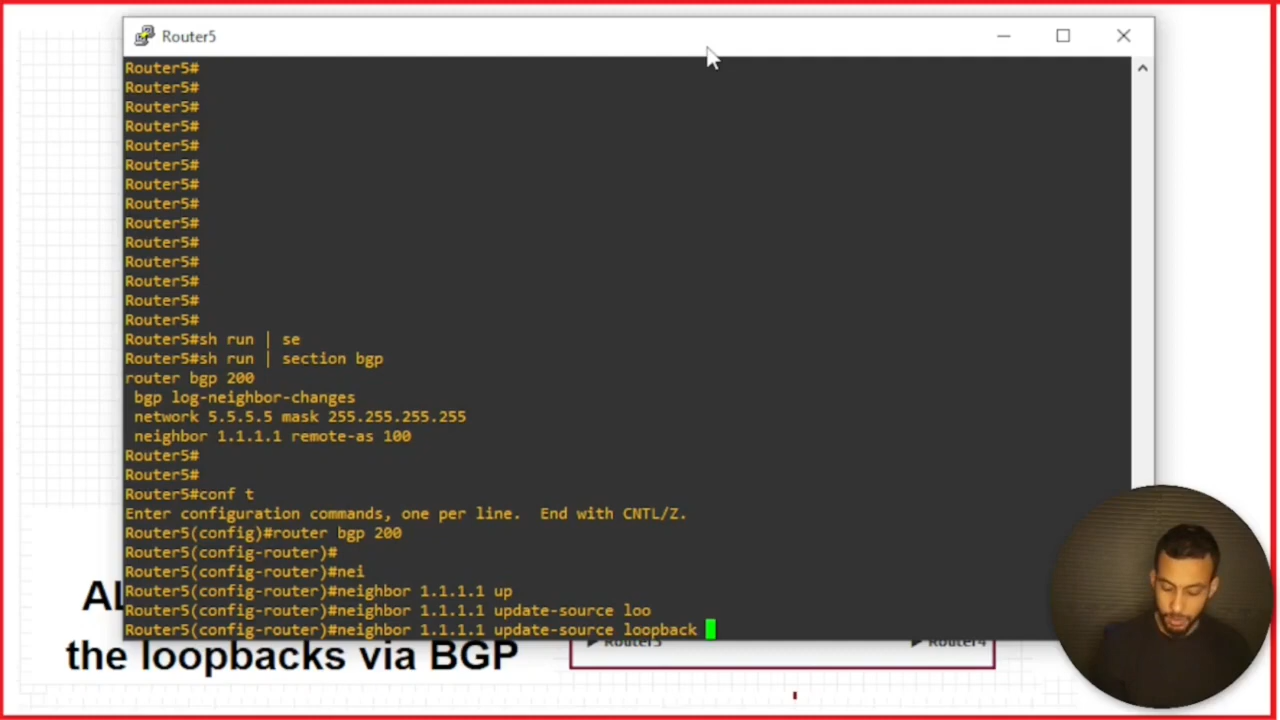 Router5
Router5#
Router5#
Router5#
Router5#
Router5#
Router5#
Router5#
Router5#
Router5#
Router5#
Router5#
Router5#
Router5#
Router5#
Router5#sh run | se
Router5#sh run | section bgp
router bgp 200
bgp log-neighbor-changes
network 5.5.5.5 mask 255.255.255.255
neighbor 1.1.1.1 remote-as 100
Router5#
Router5#
Router5#conf t
Enter configuration commands, one per line. End with CNTL/Z.
Router5(config)#router bgp 200
Router5(config-router)#
Router5(config-router)#nei
Router5(config-router)#neighbor 1.1.1.1 up
Router5(config-router)#neighbor 1.1.1.1 update-source loo
Router5(config-router)#neighbor 1.1.1.1 update-source loopback
the loopbacks via BGP